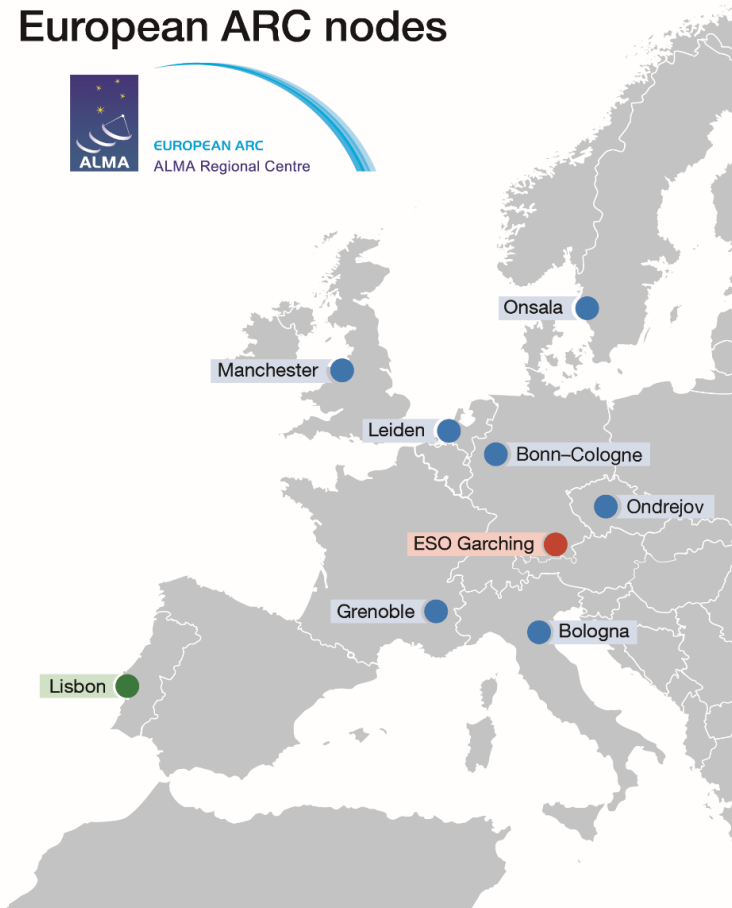 European ARC nodes
ALMA
EUROPEAN ARC
ALMA Regional Centre
Onsala
Manchester
Leiden
Bonn–Cologne
Ondrejov
ESO Garching
Grenoble
Bologna
Lisbon